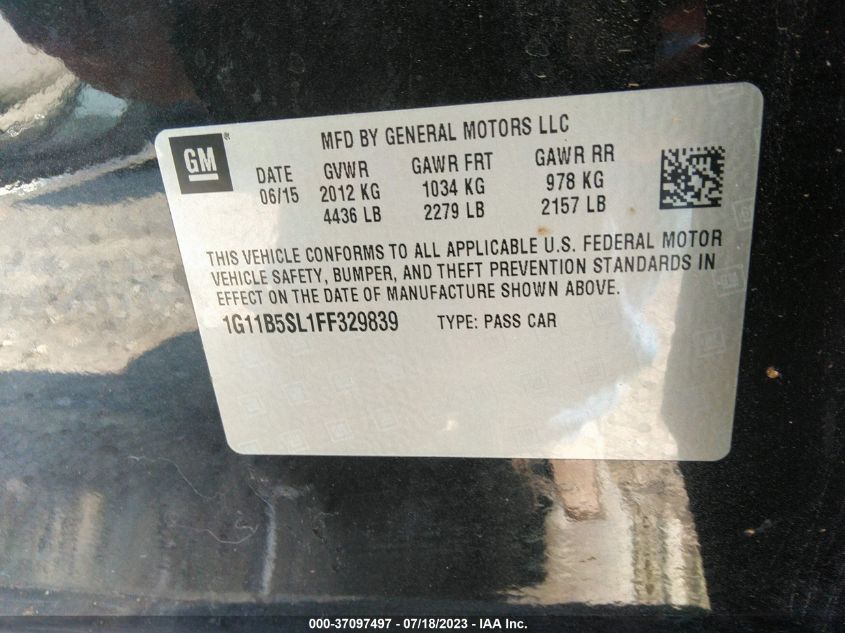 GM
MFD BY GENERAL MOTORS LLC
DATE GVWR GAWR FRT GAWR RR
06/15 2012 KG 1034 KG 978 KG
4436 LB 2279 LB 2157 LB
THIS VEHICLE CONFORMS TO ALL APPLICABLE U.S. FEDERAL MOTOR
VEHICLE SAFETY, BUMPER, AND THEFT PREVENTION STANDARDS IN
EFFECT ON THE DATE OF MANUFACTURE SHOWN ABOVE.
1G11B5SL1FF329839 TYPE: PASS CAR
000-37097497 - 07/18/2023 - IAA Inc.